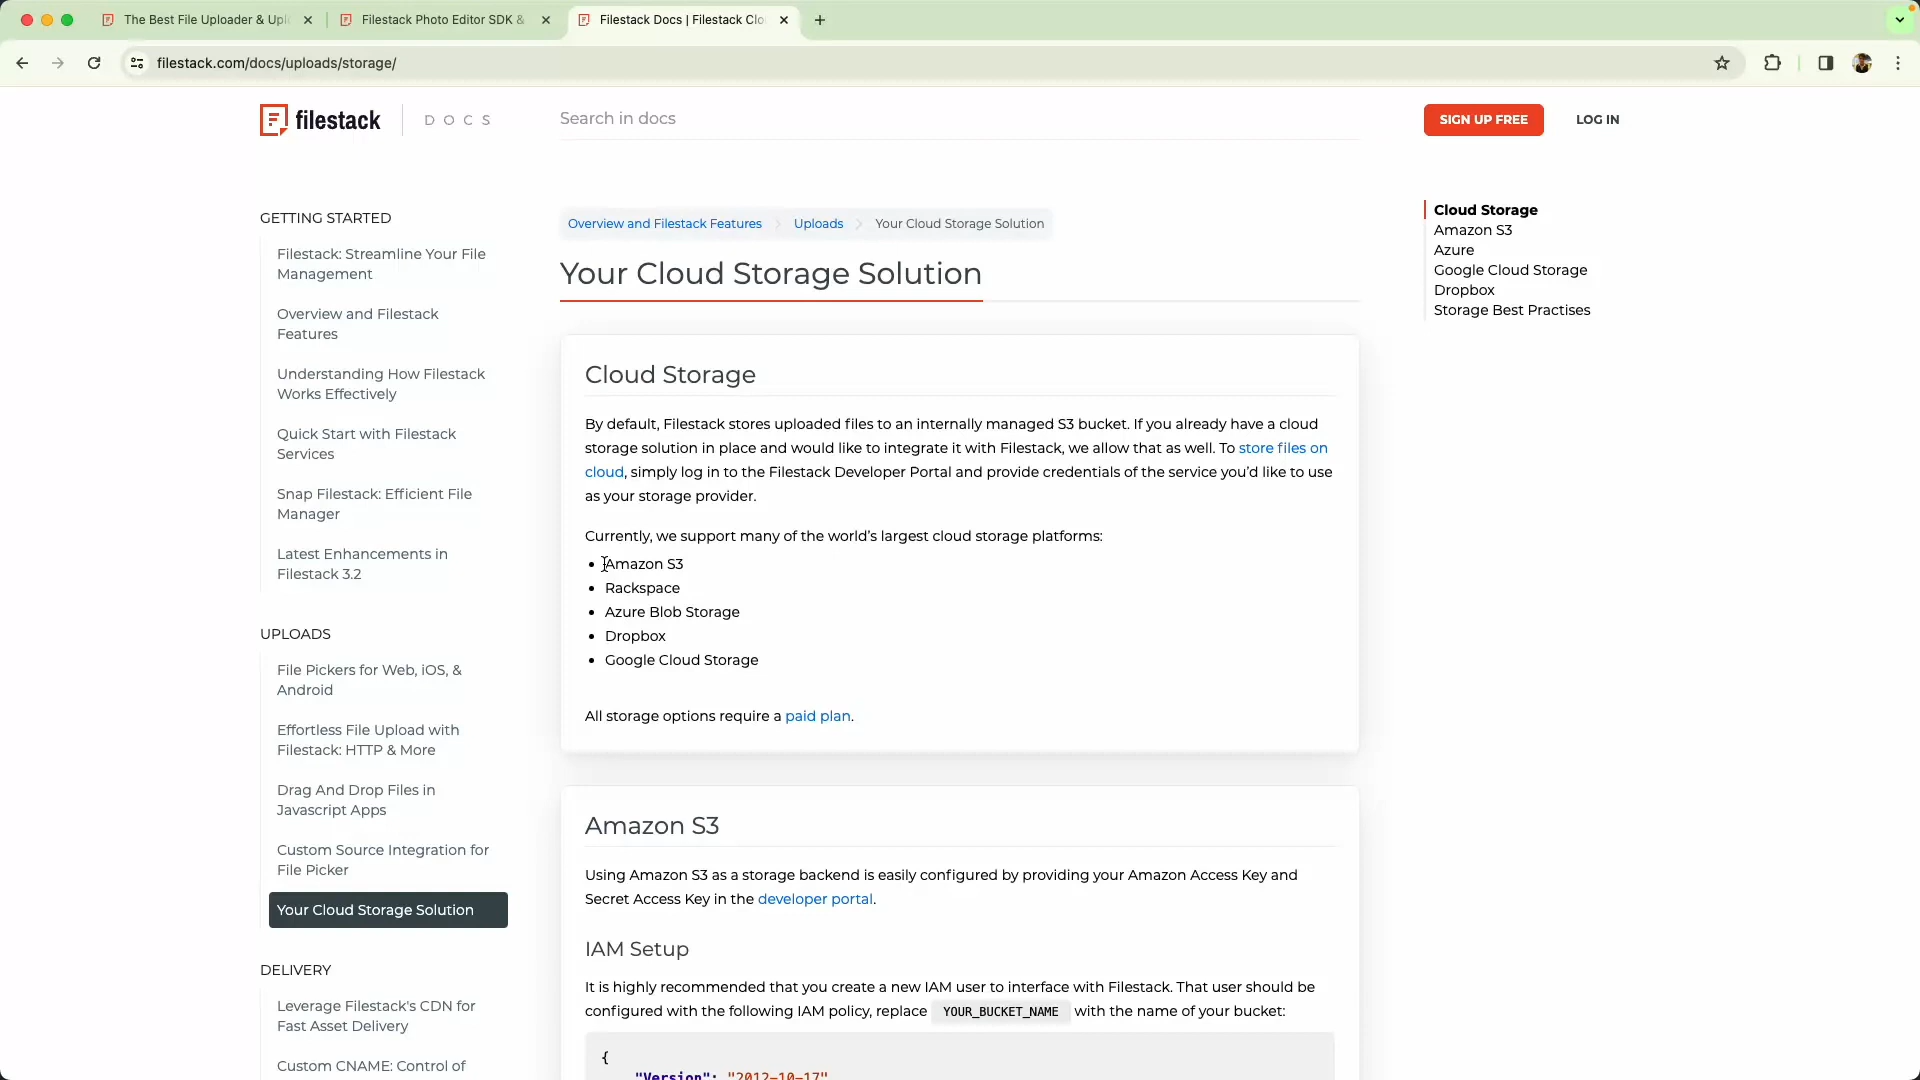 The Best File Uploader & Upl
Filestack Photo Editor SDK &
Filestack Docs | Filestack Clo
filestack.com/docs/uploads/storage/
filestack
DOCS
Search in docs
SIGN UP FREE
LOG IN
GETTING STARTED
Filestack: Streamline Your File
Management
Overview and Filestack
Features
Understanding How Filestack
Works Effectively
Quick Start with Filestack
Services
Snap Filestack: Efficient File
Manager
Latest Enhancements in
Filestack 3.2
UPLOADS
File Pickers for Web, iOS, &
Android
Effortless File Upload with
Filestack: HTTP & More
Drag And Drop Files in
Javascript Apps
Custom Source Integration for
File Picker
Your Cloud Storage Solution
DELIVERY
Leverage Filestack's CDN for
Fast Asset Delivery
Custom CNAME: Control of
Overview and Filestack Features
Uploads
Your Cloud Storage Solution
Your Cloud Storage Solution
Cloud Storage
By default, Filestack stores uploaded files to an internally managed S3 bucket. If you already have a cloud
storage solution in place and would like to integrate it with Filestack, we allow that as well. To store files on
cloud, simply log in to the Filestack Developer Portal and provide credentials of the service you’d like to use
as your storage provider.
Currently, we support many of the world’s largest cloud storage platforms:
• Amazon S3
• Rackspace
• Azure Blob Storage
• Dropbox
• Google Cloud Storage
All storage options require a paid plan.
Amazon S3
Using Amazon S3 as a storage backend is easily configured by providing your Amazon Access Key and
Secret Access Key in the developer portal.
IAM Setup
It is highly recommended that you create a new IAM user to interface with Filestack. That user should be
configured with the following IAM policy, replace YOUR_BUCKET_NAME with the name of your bucket:
{
"Version": "2012-10-17"
Cloud Storage
Amazon S3
Azure
Google Cloud Storage
Dropbox
Storage Best Practises